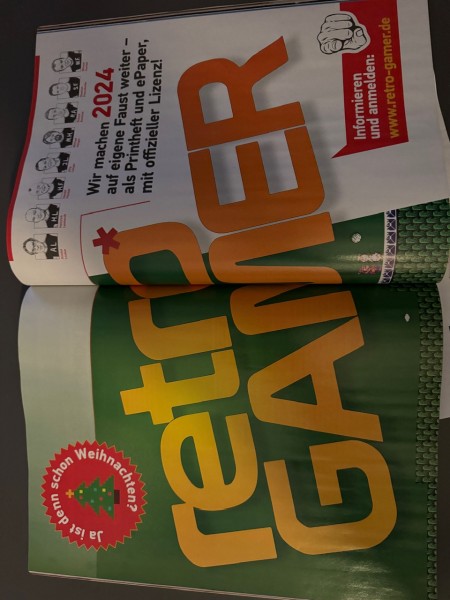 Ja ist denn schon Weihnachten?
retro*
GAMER
Wir machen 2024
auf eigene Faust weiter –
als Printheft und ePaper,
mit offizieller Lizenz!
Informieren
und anmelden:
www.retro-gamer.de